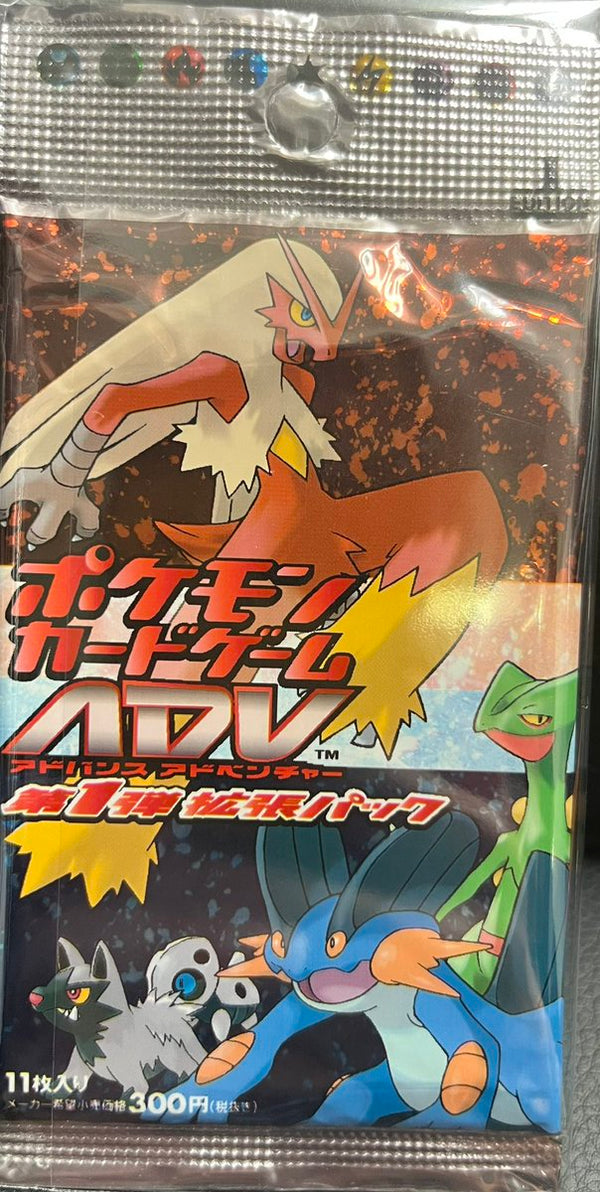 1
EDITION
ポケモン
カードゲーム
ADV™
アドバンス アドベンチャー
第1弾 拡張パック
11枚入り
メーカー希望小売価格300円(税抜き)